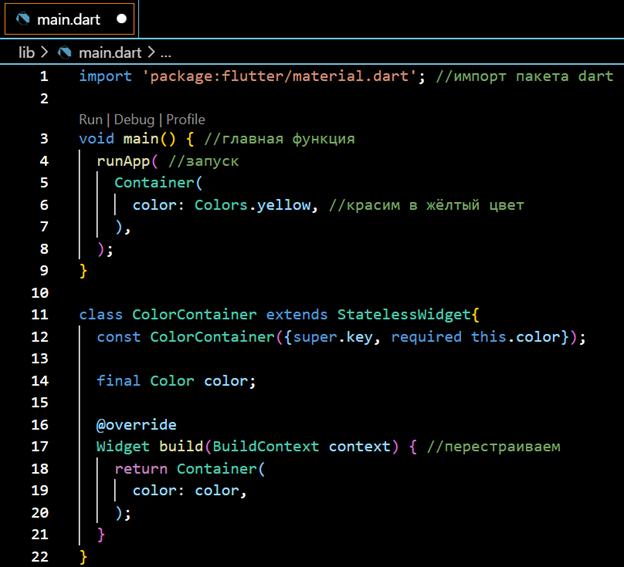 main.dart ●
lib > main.dart > ...
1 import 'package:flutter/material.dart'; //импорт пакета dart
2
Run | Debug | Profile
3 void main() { //главная функция
4   runApp( //запуск
5     Container(
6       color: Colors.yellow, //красим в жёлтый цвет
7     ),
8   );
9 }
10
11 class ColorContainer extends StatelessWidget{
12   const ColorContainer({super.key, required this.color});
13
14   final Color color;
15
16   @override
17   Widget build(BuildContext context) { //перестраиваем
18     return Container(
19       color: color,
20     );
21   }
22 }